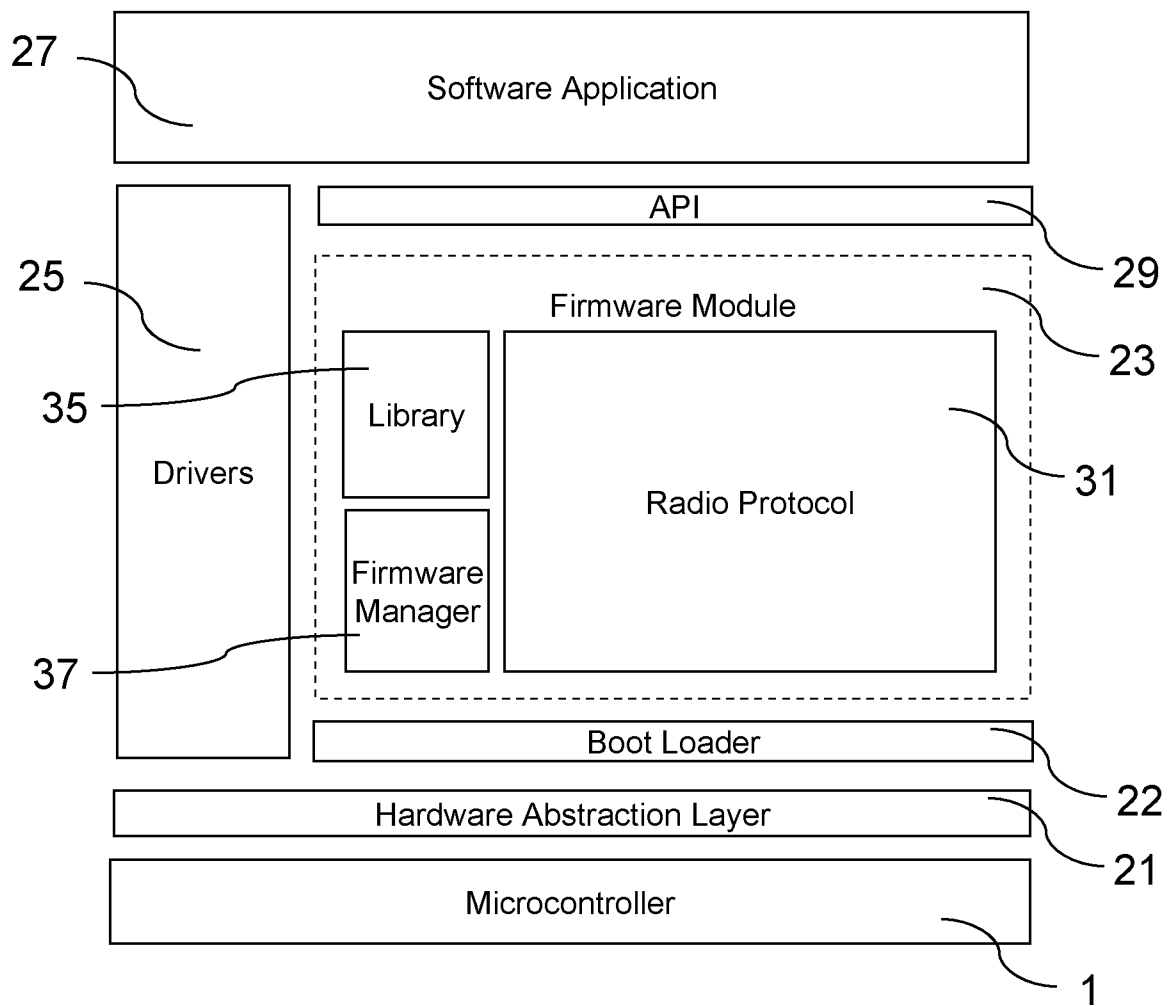 27
Software Application
API
29
25
Firmware Module
23
35
Library
Drivers
31
Radio Protocol
Firmware
Manager
37
Boot Loader
22
Hardware Abstraction Layer
21
Microcontroller
1